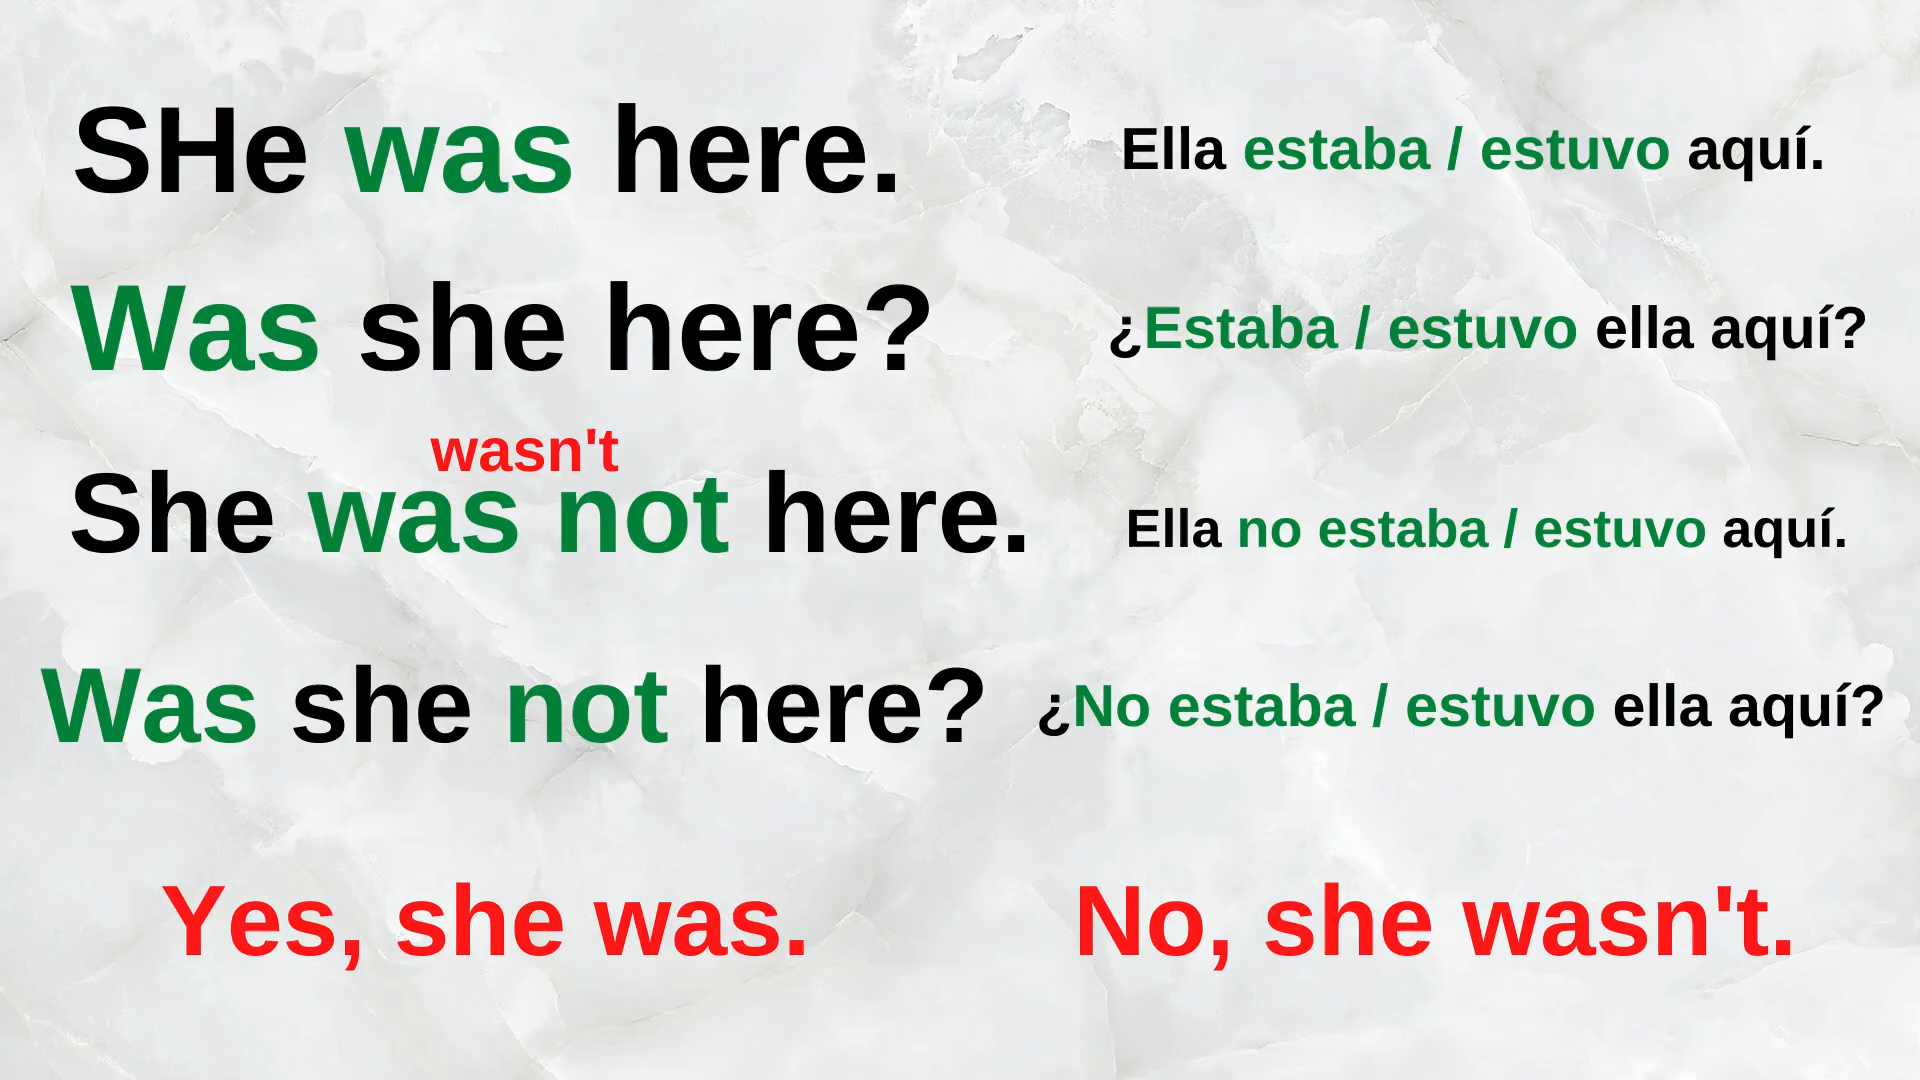 SHe was here. Ella estaba / estuvo aquí.
Was she here? ¿Estaba / estuvo ella aquí?
wasn't
She was not here. Ella no estaba / estuvo aquí.
Was she not here? ¿No estaba / estuvo ella aquí?
Yes, she was. No, she wasn't.